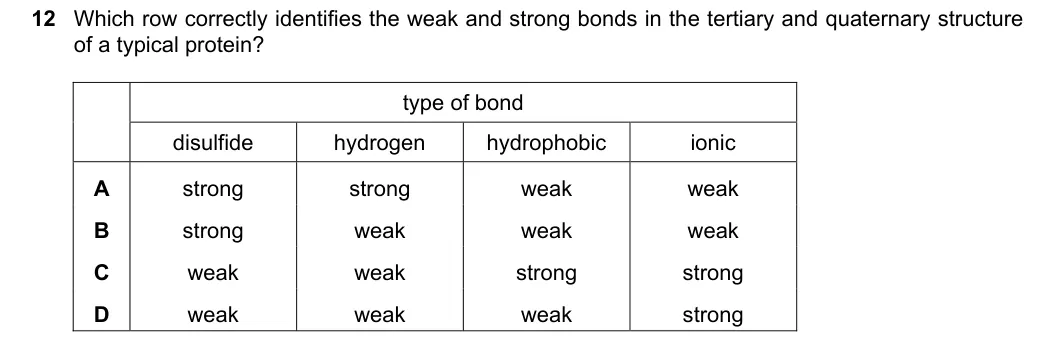 12 Which row correctly identifies the weak and strong bonds in the tertiary and quaternary structure
of a typical protein?
type of bond
disulfide hydrogen hydrophobic ionic
A strong strong weak weak
B strong weak weak weak
C weak weak strong strong
D weak weak weak strong